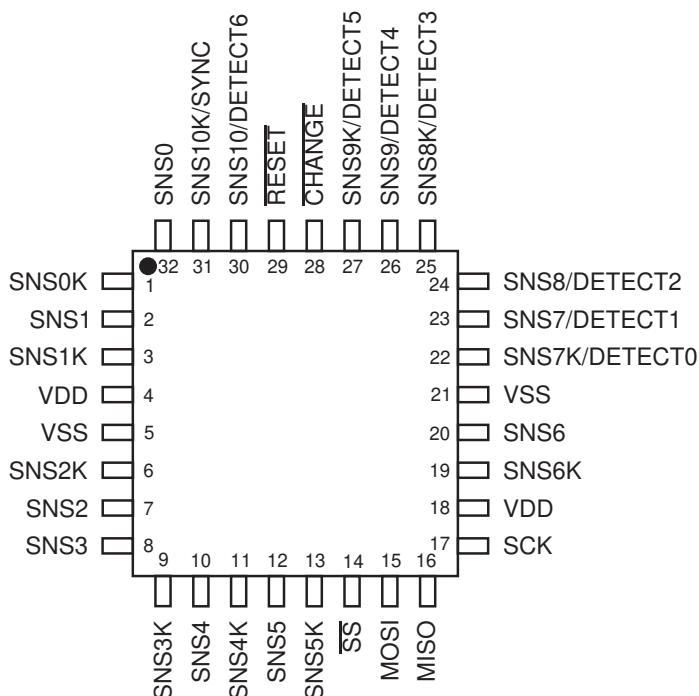 SNS0
SNS10K/SYNC
SNS10/DETECT6
RESET
CHANGE
SNS9K/DETECT5
SNS9/DETECT4
SNS8K/DETECT3
32 31 30 29 28 27 26 25
SNS0K 1
SNS1 2
SNS1K 3
VDD 4
VSS 5
SNS2K 6
SNS2 7
SNS3 8
24 SNS8/DETECT2
23 SNS7/DETECT1
22 SNS7K/DETECT0
21 VSS
20 SNS6
19 SNS6K
18 VDD
17 SCK
9 10 11 12 13 14 15 16
SNS3K
SNS4
SNS4K
SNS5
SNS5K
SS
MOSI
MISO